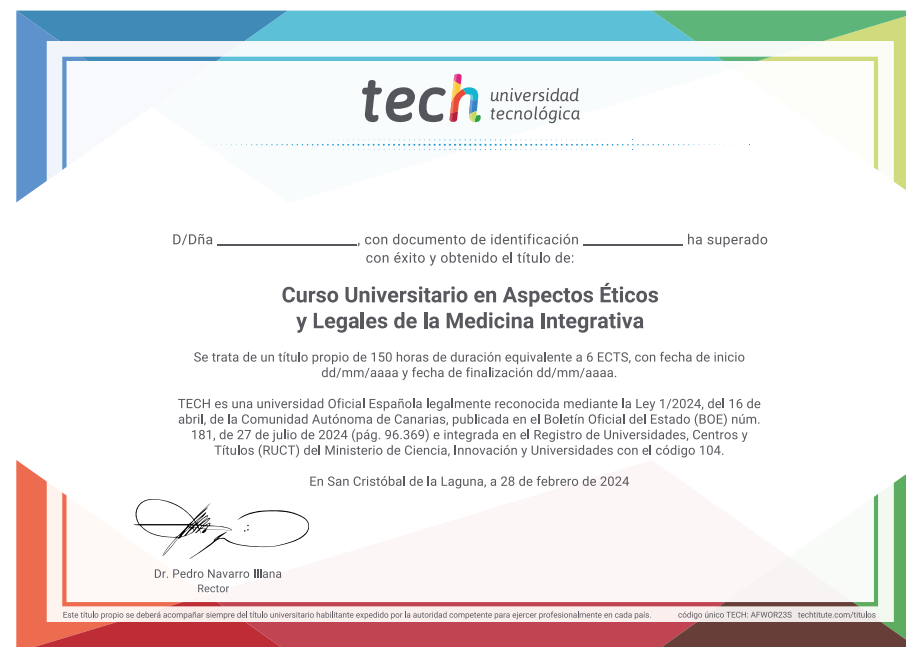 tech universidad
tecnológica
D/Dña ____________, con documento de identificación ____________ ha superado
con éxito y obtenido el título de:
Curso Universitario en Aspectos Éticos
y Legales de la Medicina Integrativa
Se trata de un título propio de 150 horas de duración equivalente a 6 ECTS, con fecha de inicio
dd/mm/aaaa y fecha de finalización dd/mm/aaaa.
TECH es una universidad Oficial Española legalmente reconocida mediante la Ley 1/2024, del 16 de
abril, de la Comunidad Autónoma de Canarias, publicada en el Boletín Oficial del Estado (BOE) núm.
181, de 27 de julio de 2024 (pág. 96.369) e integrada en el Registro de Universidades, Centros y
Títulos (RUCT) del Ministerio de Ciencia, Innovación y Universidades con el código 104.
En San Cristóbal de la Laguna, a 28 de febrero de 2024
Dr. Pedro Navarro Illana
Rector
Este título propio se deberá acompañar siempre del título universitario habilitante expedido por la autoridad competente para ejercer profesionalmente en cada país. código único TECH: AFWOR23S techtitute.com/titulos